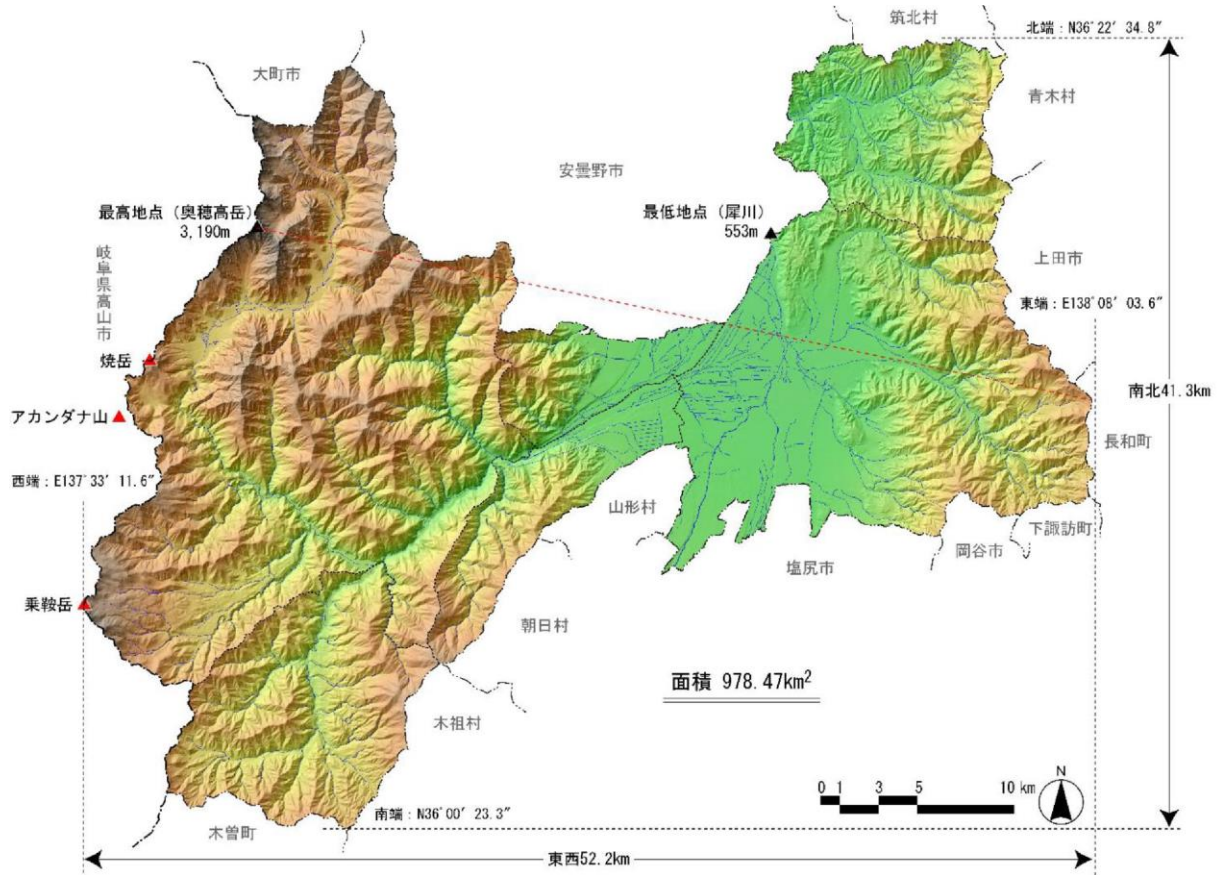 筑北村
北端：N36°22′34.8″
大町市
青木村
安曇野市
最高地点（奥穂高岳）
3,190m
最低地点（犀川）
553m
岐阜県高山市
上田市
東端：E138°08′03.6″
焼岳
南北41.3km
アカンダナ山
長和町
西端：E137°33′11.6″
山形村
下諏訪町
岡谷市
塩尻市
乗鞍岳
朝日村
面積 978.47km²
木祖村
0 1 3 5 10 km
N
南端：N36°00′23.3″
木曽町
東西52.2km